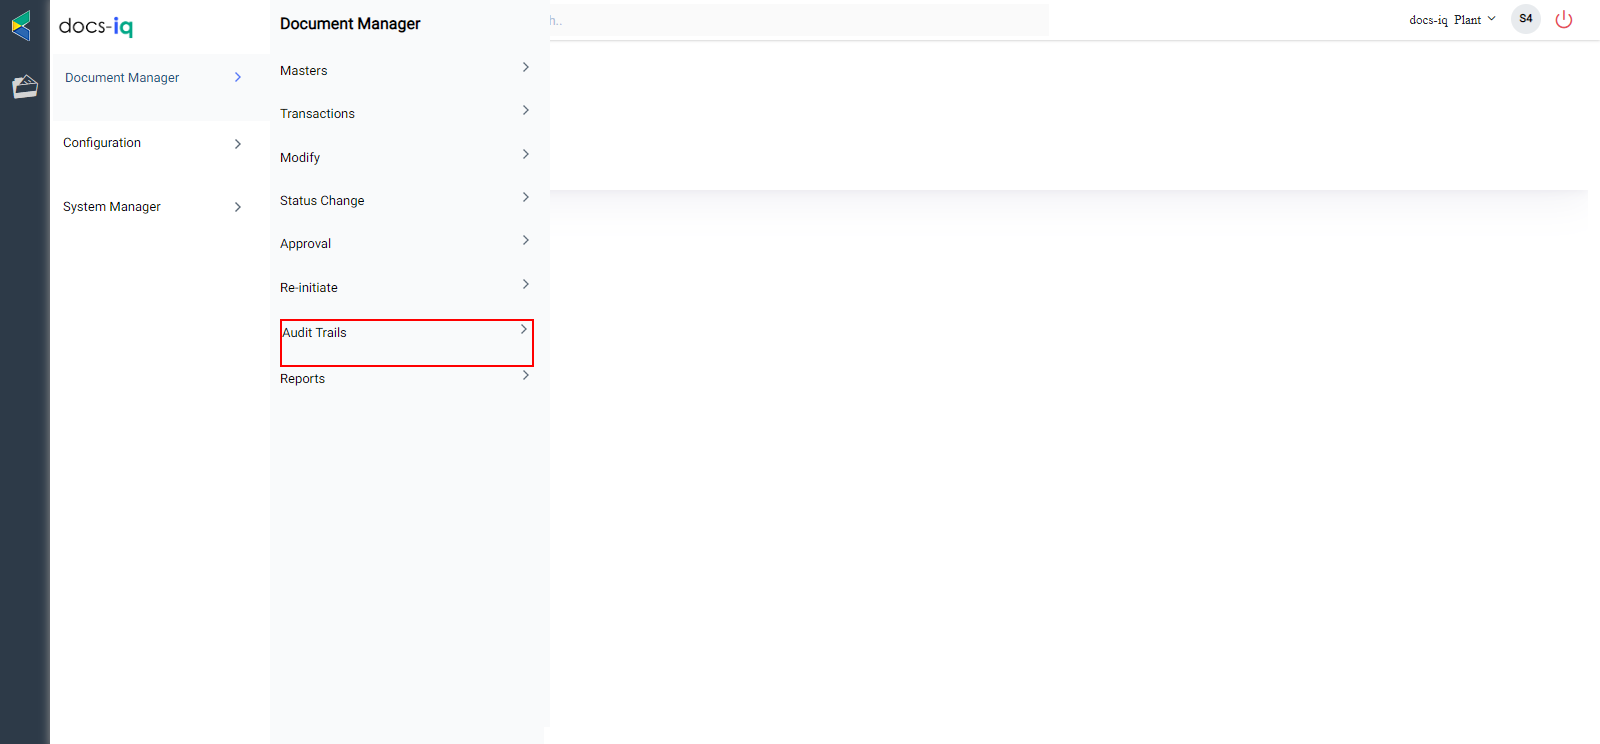 docs-iq
Document Manager
Configuration
System Manager
Document Manager
Masters
Transactions
Modify
Status Change
Approval
Re-initiate
Audit Trails
Reports
h..
docs-iq Plant
S4